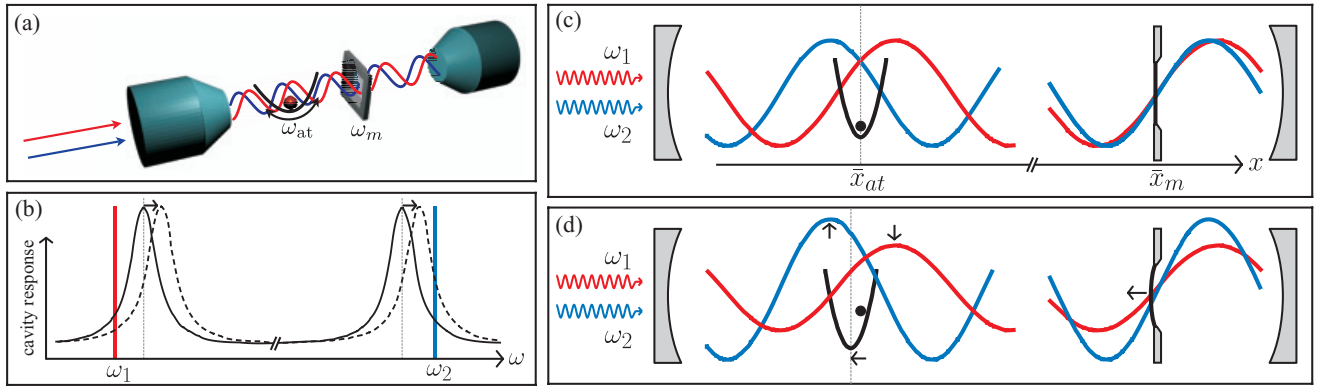 (a)
ω_at
ω_m
(b)
cavity response
ω_1
ω_2
ω
(c)
ω_1
ω_2
x̄_at
x̄_m
x
(d)
ω_1
ω_2